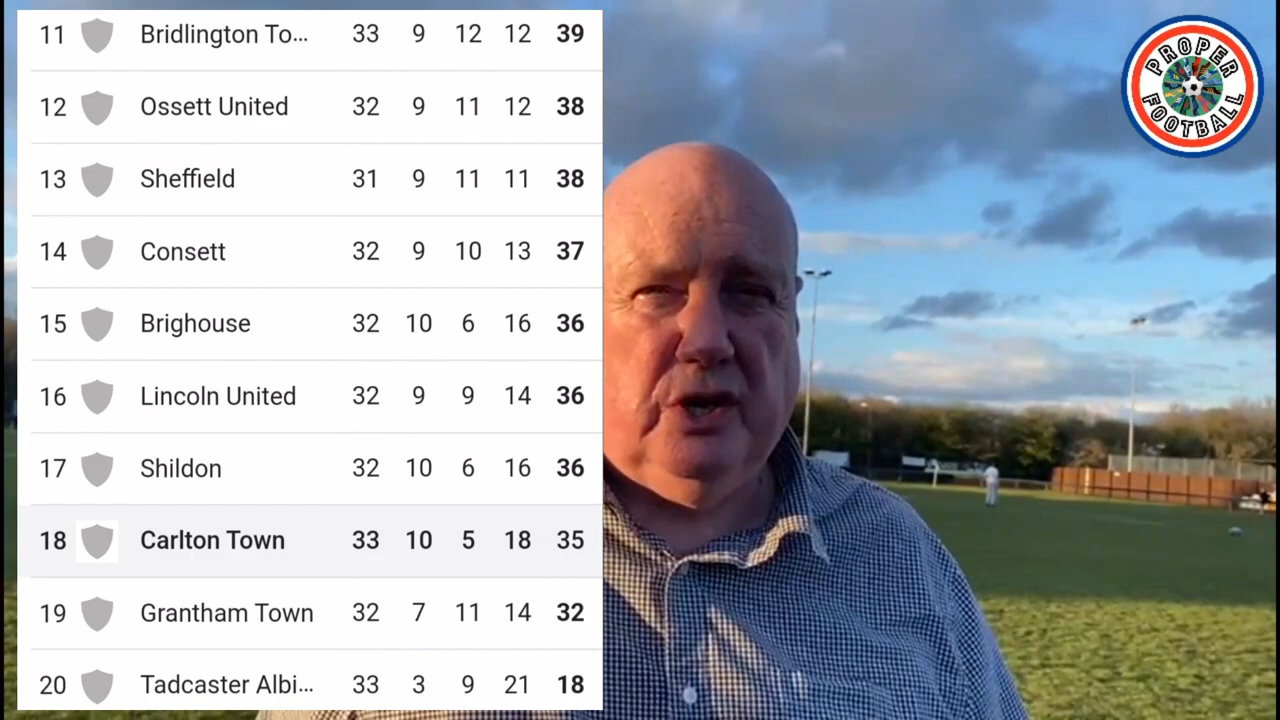 11 Bridlington To... 33 9 12 12 39
12 Ossett United 32 9 11 12 38
13 Sheffield 31 9 11 11 38
14 Consett 32 9 10 13 37
15 Brighouse 32 10 6 16 36
16 Lincoln United 32 9 9 14 36
17 Shildon 32 10 6 16 36
18 Carlton Town 33 10 5 18 35
19 Grantham Town 32 7 11 14 32
20 Tadcaster Albi... 33 3 9 21 18
PROPER
FOOTBALL